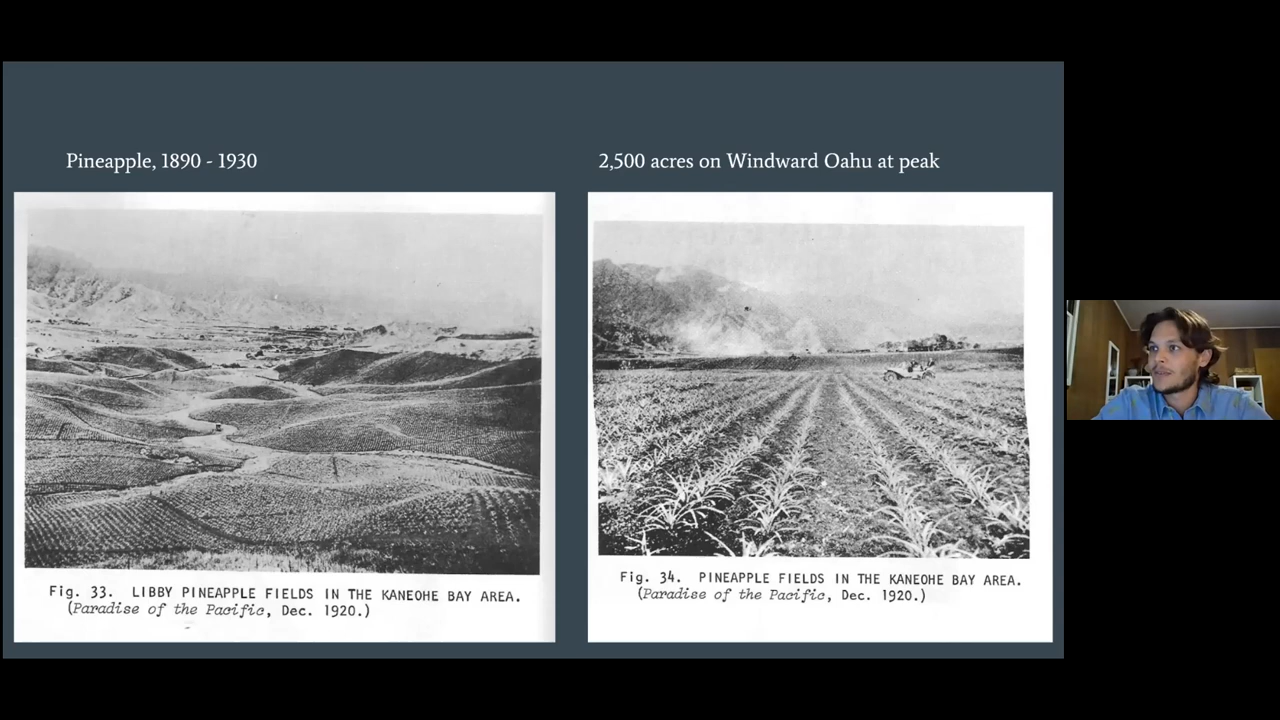 Pineapple, 1890 - 1930
2,500 acres on Windward Oahu at peak
Fig. 33. LIBBY PINEAPPLE FIELDS IN THE KANEOHE BAY AREA.
(Paradise of the Pacific, Dec. 1920.)
Fig. 34. PINEAPPLE FIELDS IN THE KANEOHE BAY AREA.
(Paradise of the Pacific, Dec. 1920.)